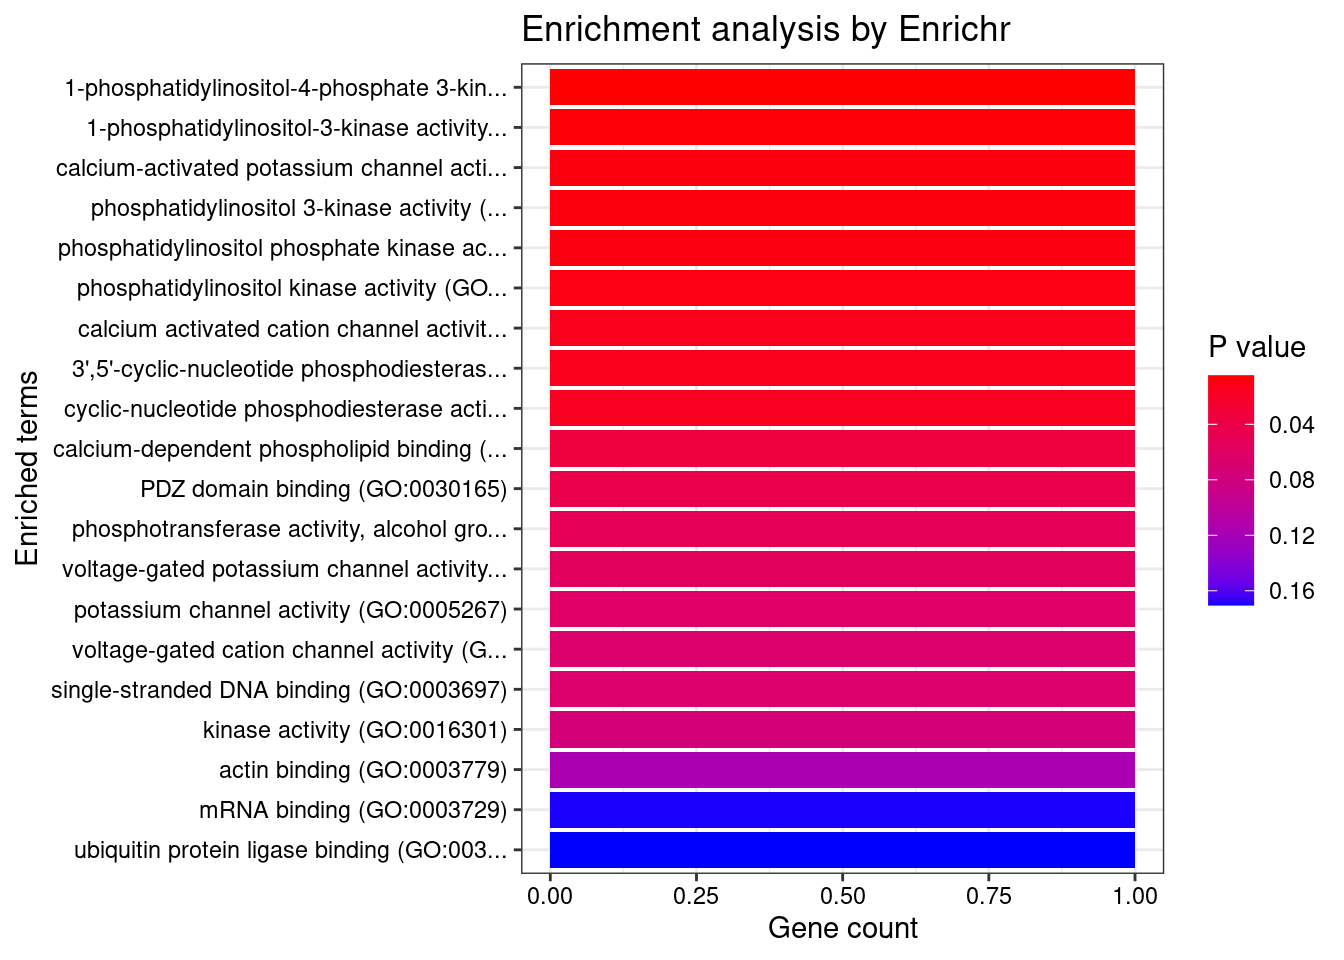 Enrichment analysis by Enrichr
1-phosphatidylinositol-4-phosphate 3-kin...
1-phosphatidylinositol-3-kinase activity...
calcium-activated potassium channel acti...
phosphatidylinositol 3-kinase activity (...
phosphatidylinositol phosphate kinase ac...
phosphatidylinositol kinase activity (GO...
calcium activated cation channel activit...
3',5'-cyclic-nucleotide phosphodiesteras...
cyclic-nucleotide phosphodiesterase acti...
calcium-dependent phospholipid binding (...
PDZ domain binding (GO:0030165)
phosphotransferase activity, alcohol gro...
voltage-gated potassium channel activity...
potassium channel activity (GO:0005267)
voltage-gated cation channel activity (G...
single-stranded DNA binding (GO:0003697)
kinase activity (GO:0016301)
actin binding (GO:0003779)
mRNA binding (GO:0003729)
ubiquitin protein ligase binding (GO:003...
Enriched terms
0.00 0.25 0.50 0.75 1.00
Gene count
P value
0.04
0.08
0.12
0.16